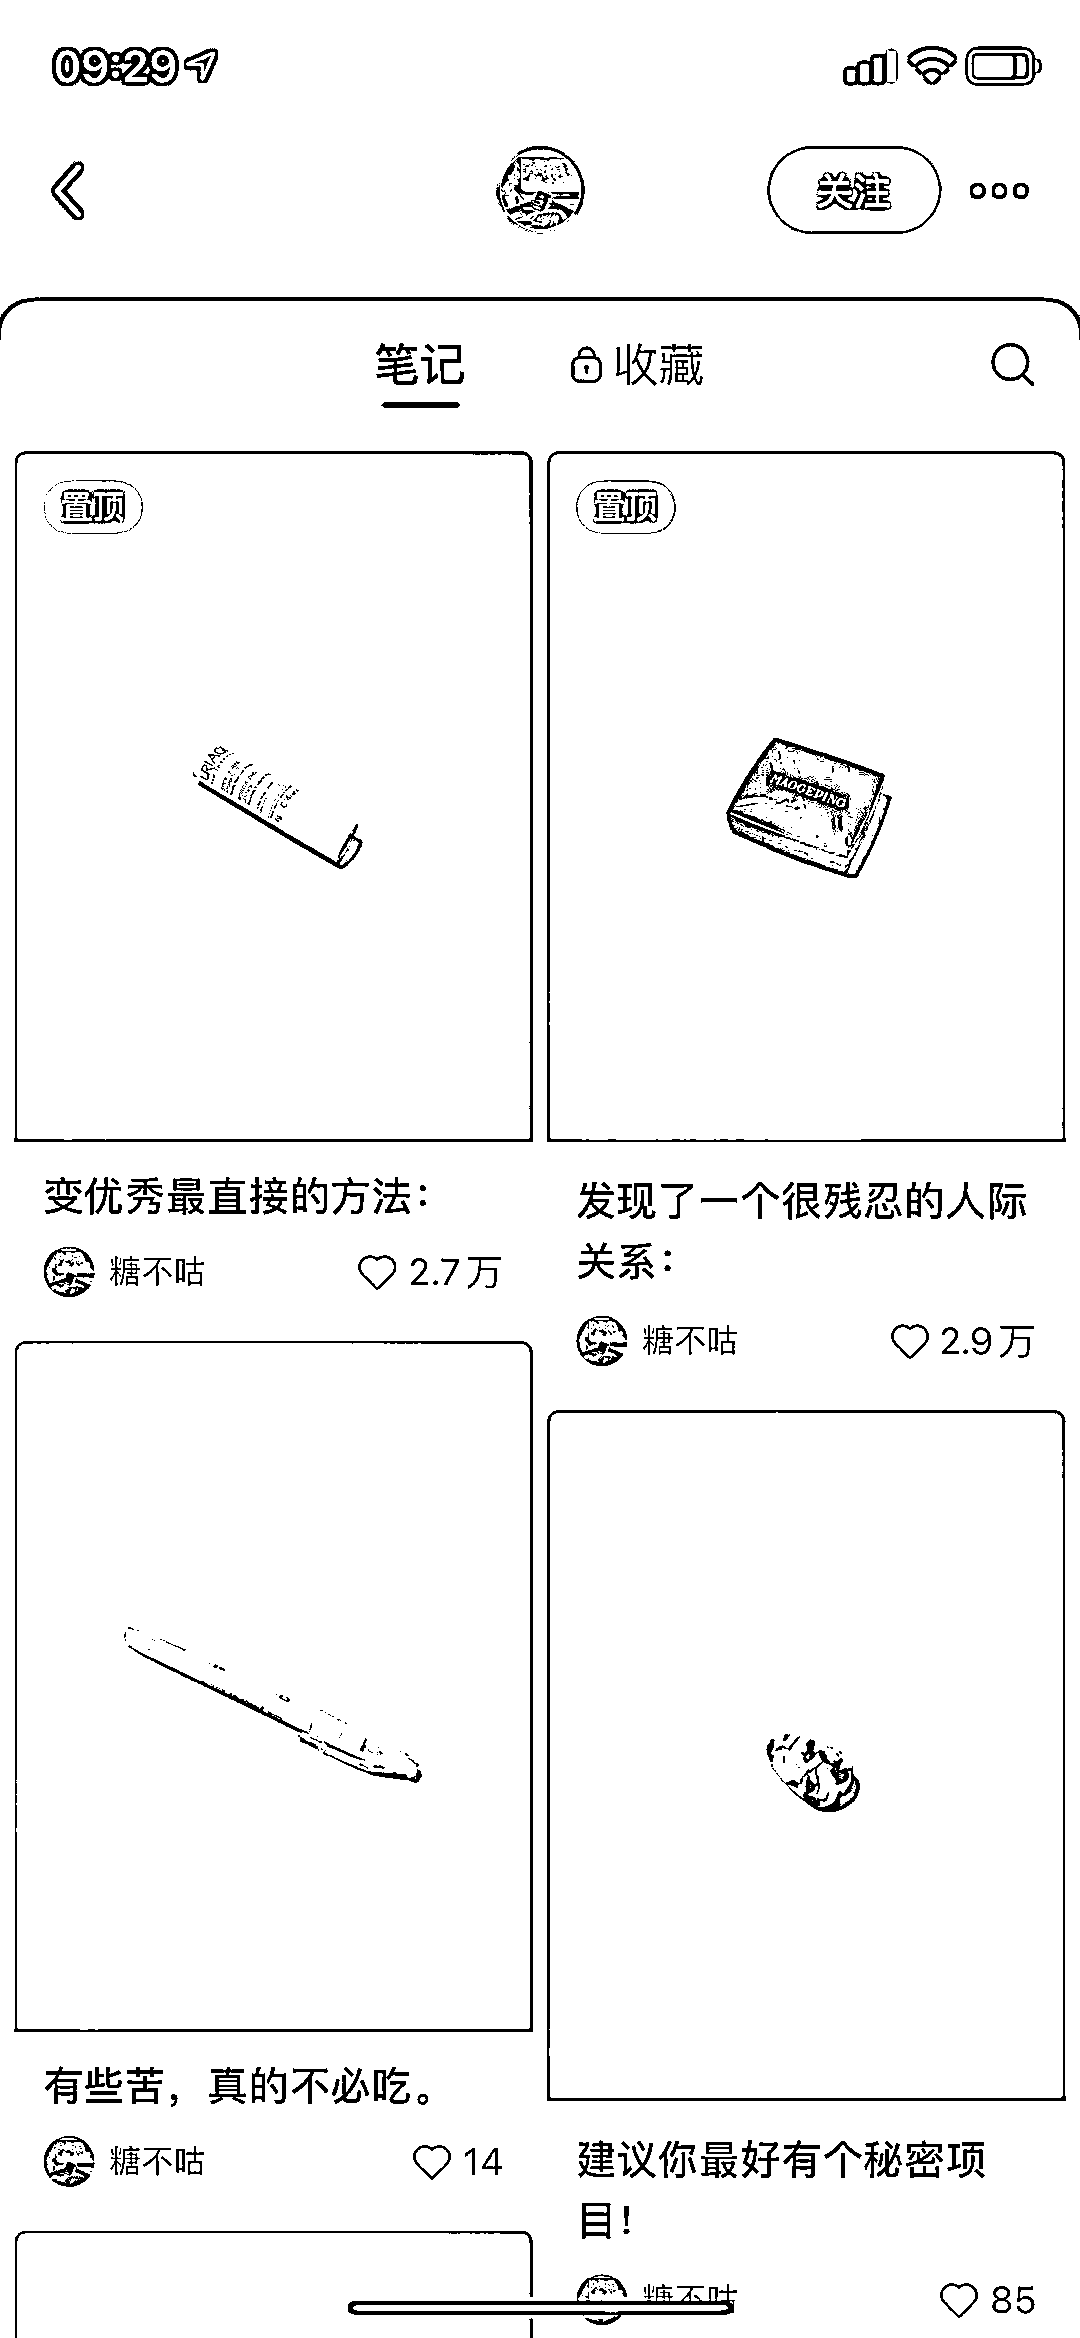 09:29
关注
笔记
收藏
置顶
置顶
MAOGEPING
变优秀最直接的方法：
糖不咕
2.7万
发现了一个很残忍的人际
关系：
糖不咕
2.9万
有些苦，真的不必吃。
糖不咕
14
建议你最好有个秘密项
目！
糖不咕
85